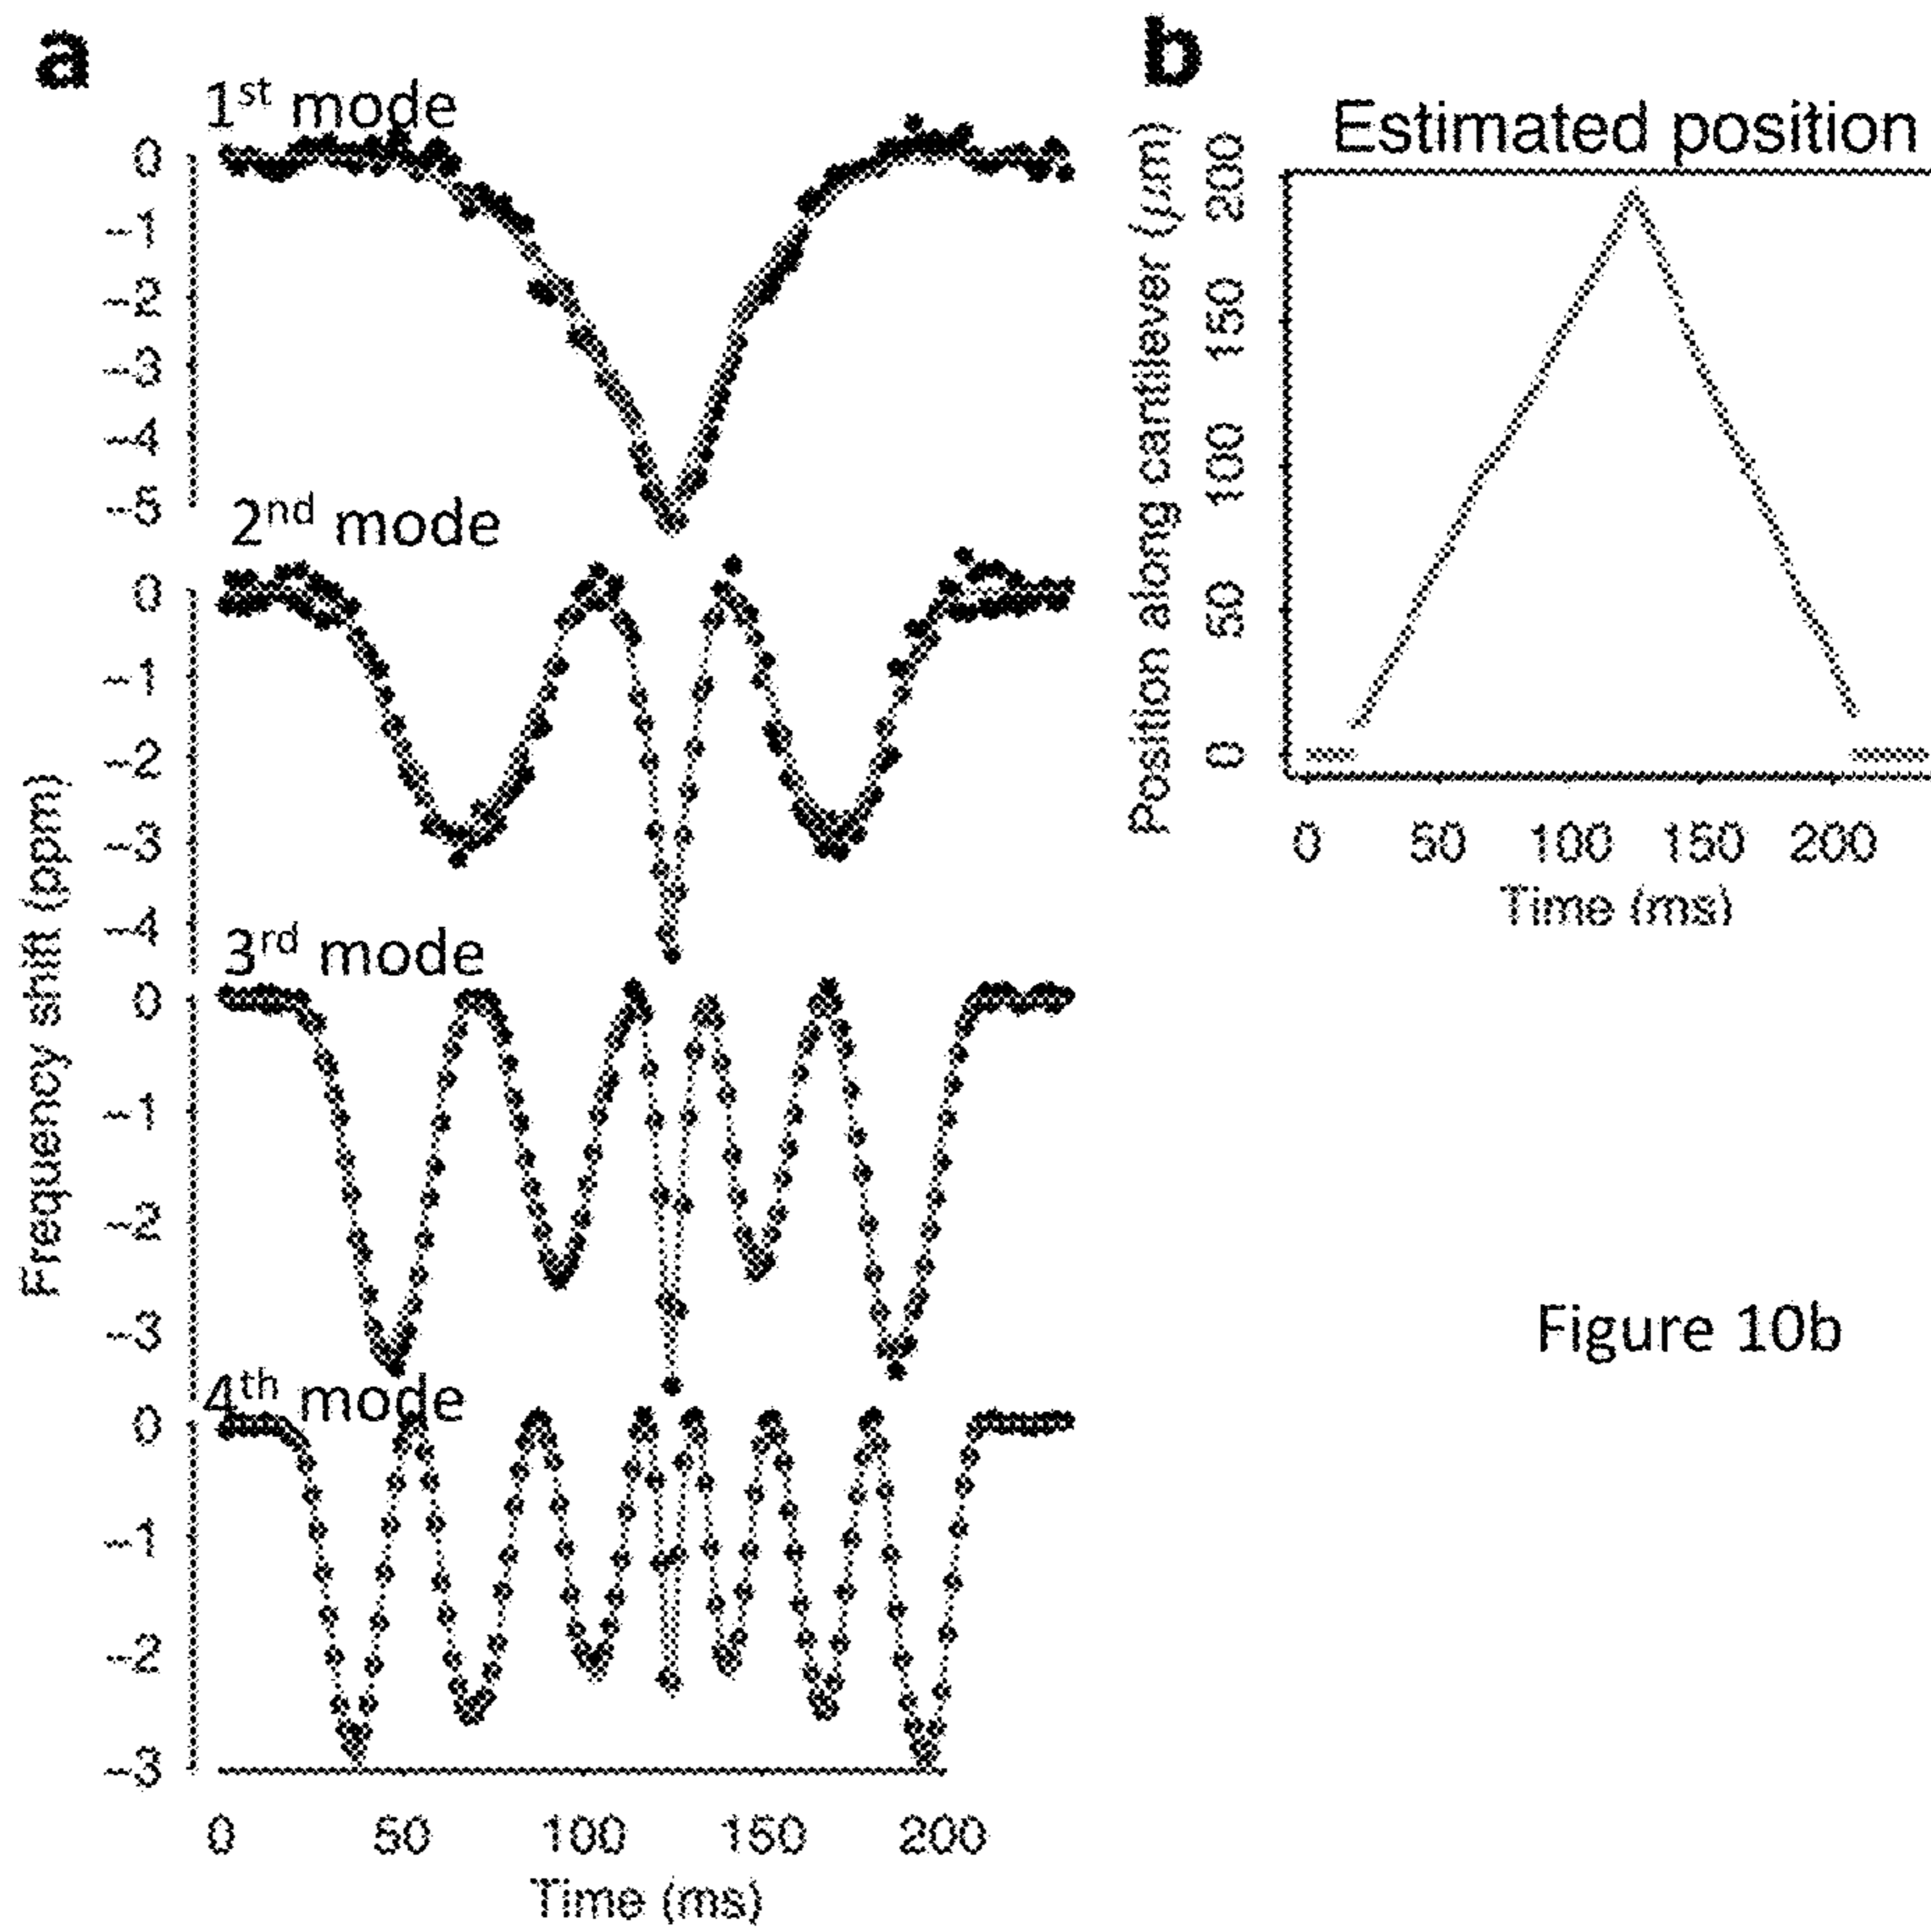 a
1st mode
0
-1
-2
-3
-4
-5
2nd mode
0
-1
-2
-3
-4
3rd mode
0
-1
-2
-3
4th mode
0
-1
-2
-3
Frequency shift (ppm)
0 50 100 150 200
Time (ms)
b
Estimated position
Position along cantilever (μm)
200
150
100
50
0
0 50 100 150 200
Time (ms)
Figure 10b